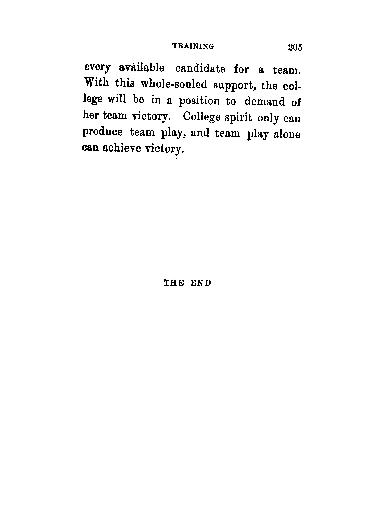 TRAINING 205
every available candidate for a team.
With this whole-souled support, the col-
lege will be in a position to demand of
her team victory. College spirit only can
produce team play, and team play alone
can achieve victory.
THE END